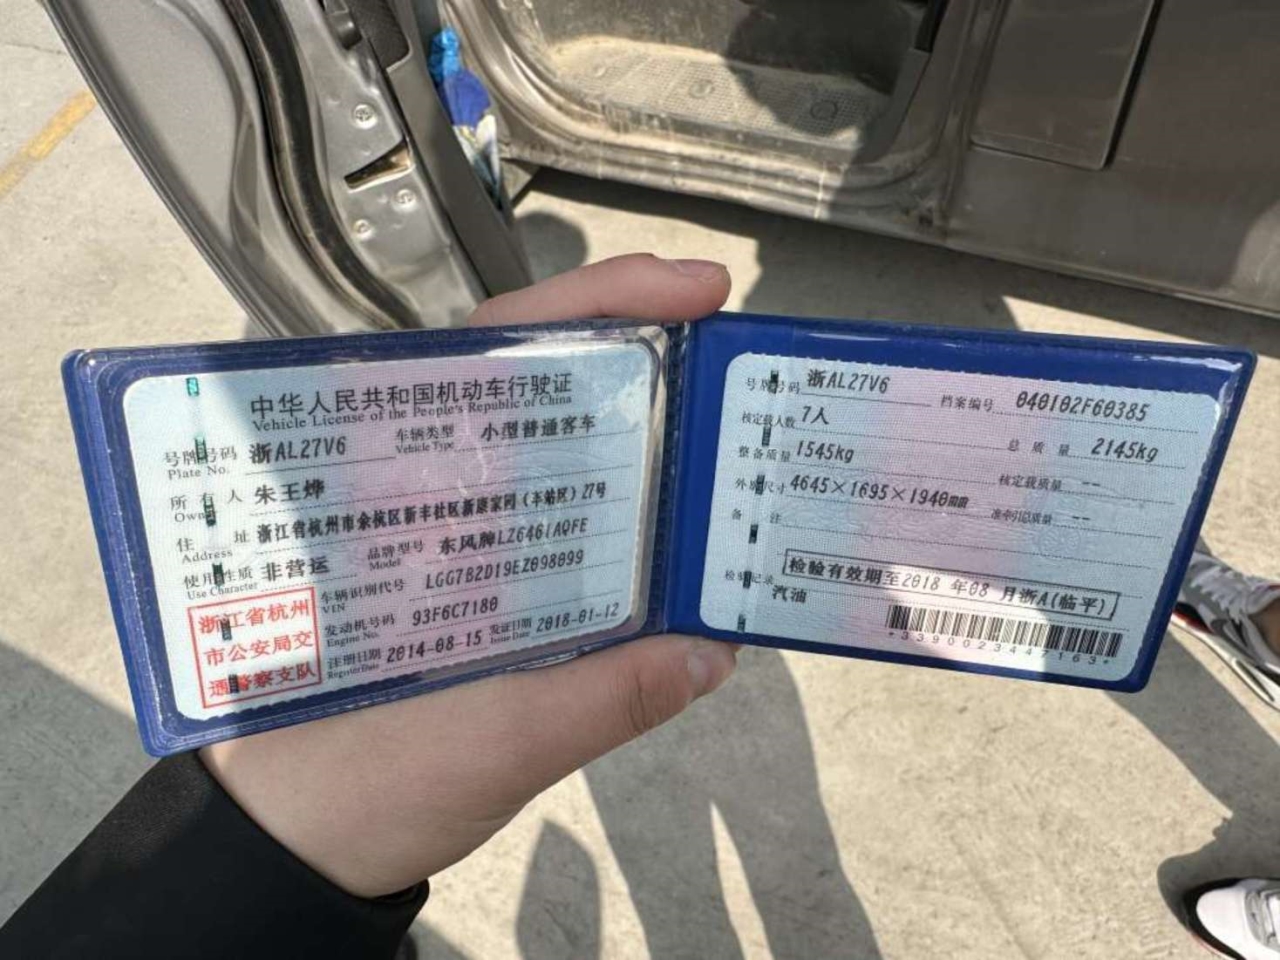 中华人民共和国机动车行驶证
Vehicle License of the People's Republic of China
号牌号码 浙AL27V6 车辆类型 小型普通客车
Plate No. Vehicle Type
所有人 朱王烨
Owner
住址 浙江省杭州市余杭区新丰社区新康家园(车站区)27号
Address
使用性质 非营运 品牌型号 东风牌LZ6461AQFE
Use Character Model
浙江省杭州
市公安局交
通警察支队
车辆识别代号 LGG7B2D19EZ098099
VIN
发动机号码 93F6C7180
Engine No.
注册日期 2014-08-15 发证日期 2018-01-12
Register Date Issue Date
号牌号码 浙AL27V6 档案编号 040102F60385
核定载人数 7人 总质量 2145kg
整备质量 1545kg 核定载质量 --
外廓尺寸 4645×1695×1940mm 准牵引总质量 --
备注
检验记录 检验有效期至2018年08月浙A(临平)
汽油
*3390023447163*